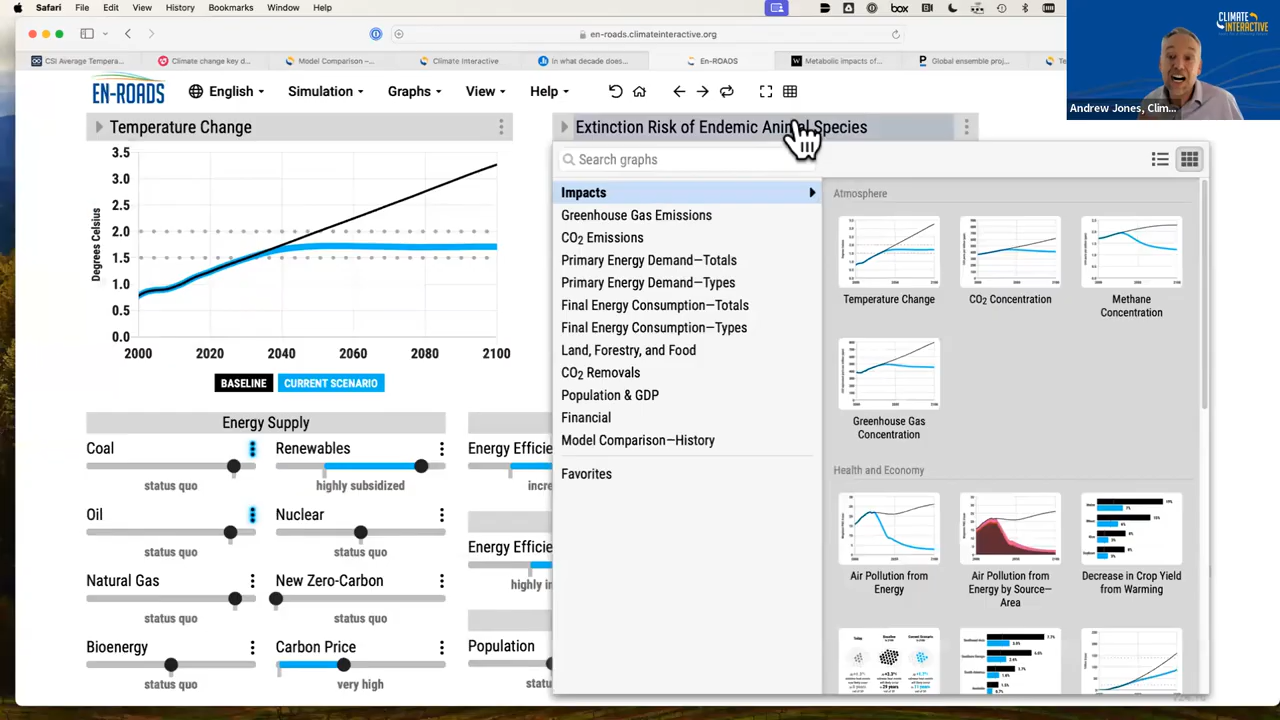 Safari File Edit View History Bookmarks Window Help
box
CLIMATE
INTERACTIVE
en-roads.climateinteractive.org
CSI Average Tempera...
Climate change key d...
Model Comparison –...
Climate Interactive
In what decade does...
En-ROADS
Metabolic impacts of...
Global ensemble proj...
Andrew Jones, Clim...
EN-ROADS
English
Simulation
Graphs
View
Help
Temperature Change
Extinction Risk of Endemic Animal Species
Degrees Celsius
3.5
3.0
2.5
2.0
1.5
1.0
0.5
0.0
2000 2020 2040 2060 2080 2100
BASELINE
CURRENT SCENARIO
Search graphs
Impacts
Greenhouse Gas Emissions
CO2 Emissions
Primary Energy Demand—Totals
Primary Energy Demand—Types
Final Energy Consumption—Totals
Final Energy Consumption—Types
Land, Forestry, and Food
CO2 Removals
Population & GDP
Financial
Model Comparison—History
Favorites
Atmosphere
Temperature Change
CO2 Concentration
Methane
Concentration
Greenhouse Gas
Concentration
Health and Economy
Air Pollution from
Energy
Air Pollution from
Energy by Source—
Area
Decrease in Crop Yield
from Warming
Energy Supply
Coal
status quo
Renewables
highly subsidized
Oil
status quo
Nuclear
status quo
Natural Gas
status quo
New Zero-Carbon
status quo
Bioenergy
status quo
Carbon Price
very high
Energy Efficie
incre
Energy Efficie
highly in
Population
statu